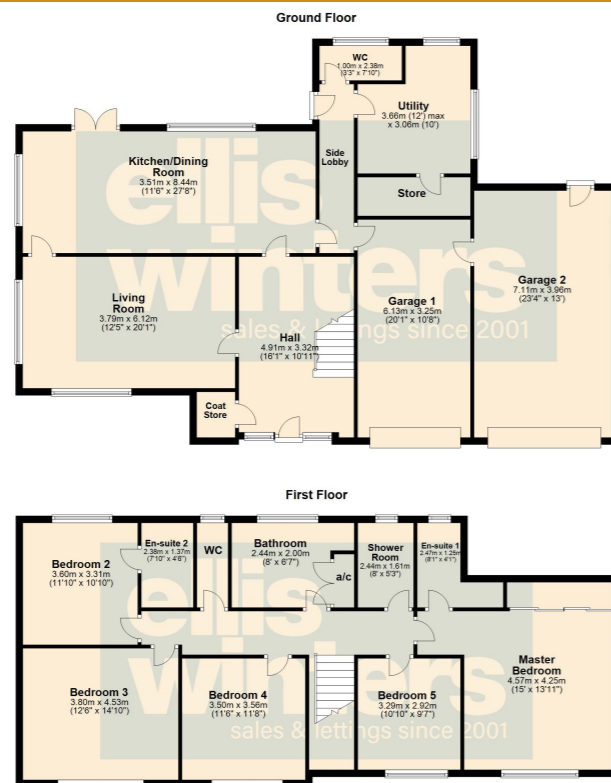 Ground Floor
WC
1.00m x 2.38m
(3'3" x 7'10")
Utility
3.66m (12') max
x 3.06m (10')
Kitchen/Dining
Room
3.51m x 8.44m
(11'6" x 27'8")
Side
Lobby
Store
Living
Room
3.79m x 6.12m
(12'5" x 20'1")
Hall
4.91m x 3.32m
(16'1" x 10'11")
Garage 1
6.13m x 3.25m
(20'1" x 10'8")
Garage 2
7.11m x 3.96m
(23'4" x 13')
Coat
Store
ellis
winters
sales & lettings since 2001
First Floor
Bedroom 2
3.60m x 3.31m
(11'10" x 10'10")
En-suite 2
2.38m x 1.37m
(7'10" x 4'6")
WC
Bathroom
2.44m x 2.00m
(8' x 6'7")
a/c
Shower
Room
2.44m x 1.61m
(8' x 5'3")
En-suite 1
2.47m x 1.25m
(8'1" x 4'1")
Bedroom 3
3.80m x 4.53m
(12'6" x 14'10")
Bedroom 4
3.50m x 3.56m
(11'6" x 11'8")
Bedroom 5
3.29m x 2.92m
(10'10" x 9'7")
Master
Bedroom
4.57m x 4.25m
(15' x 13'11")
ellis
winters
sales & lettings since 2001